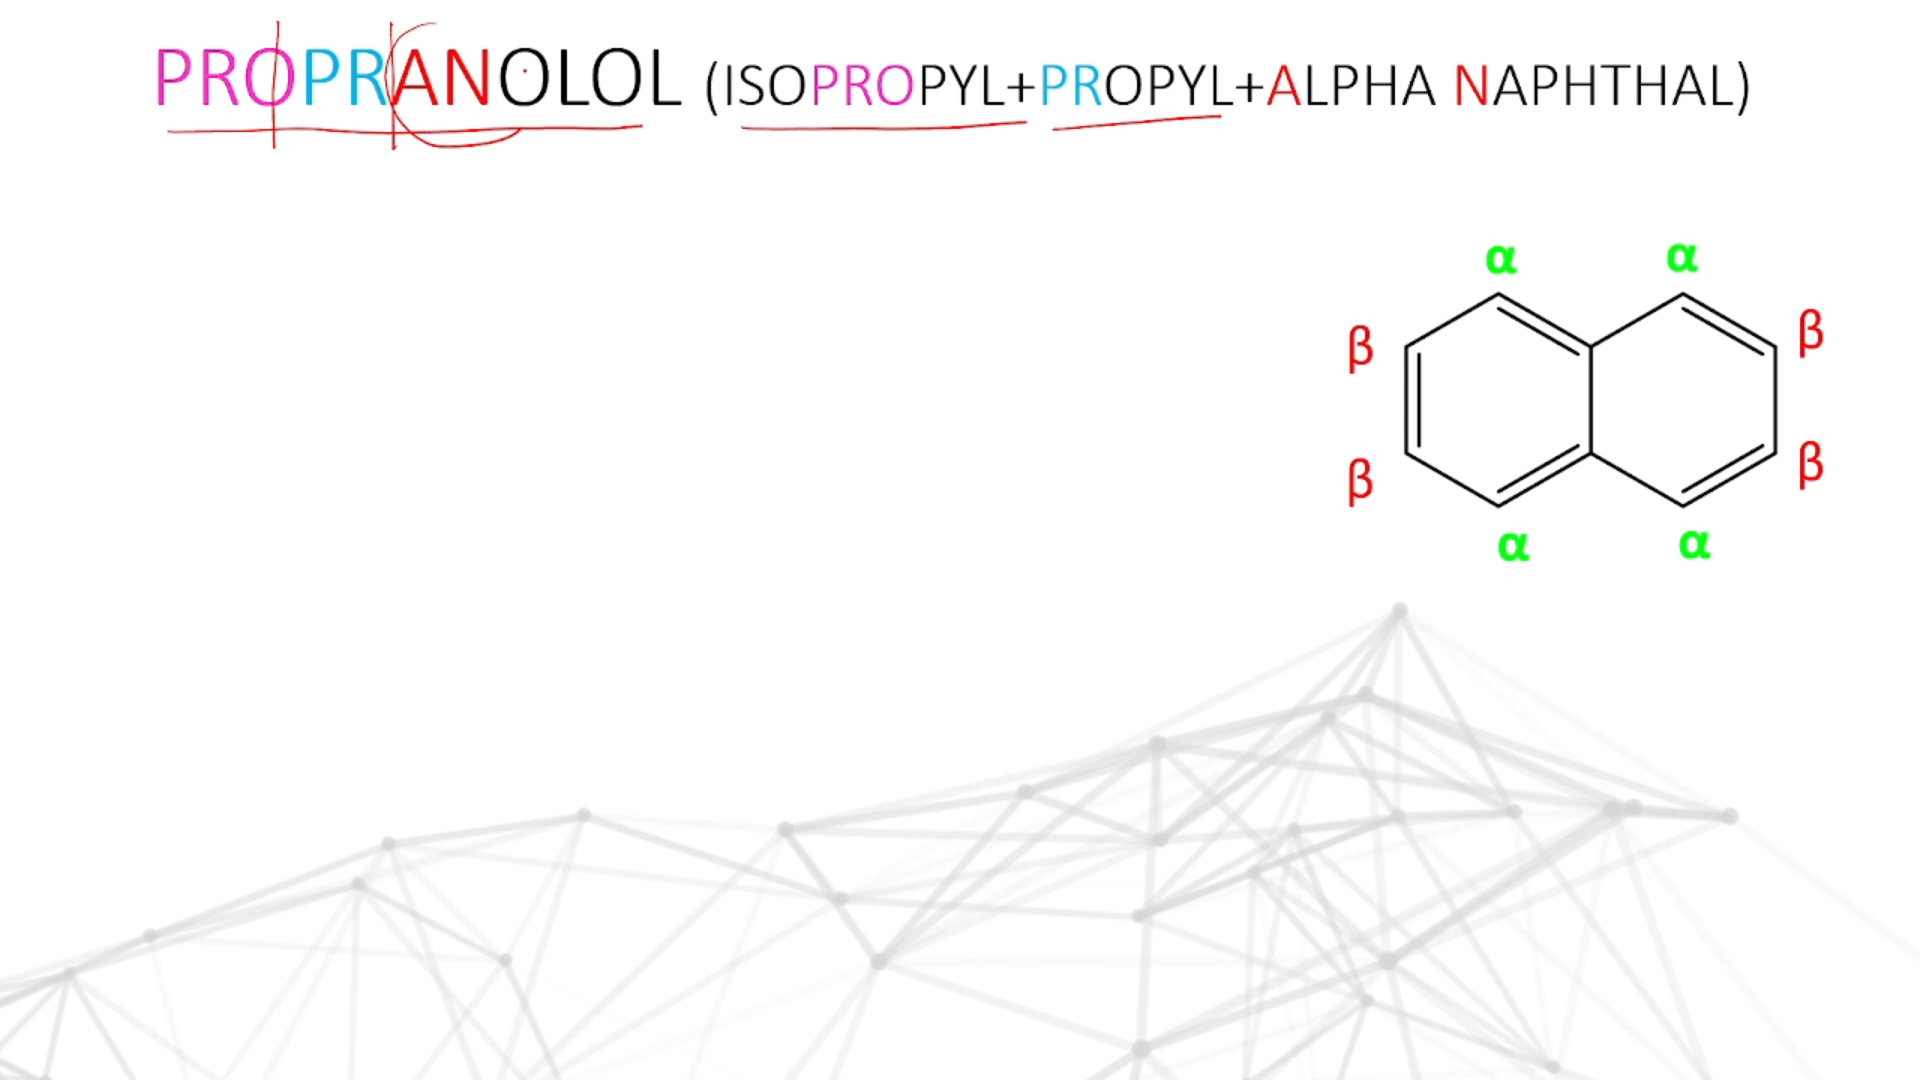 PROPRANOLOL (ISOPROPYL+PROPYL+ALPHA NAPHTHAL)
α α
β β
β β
α α